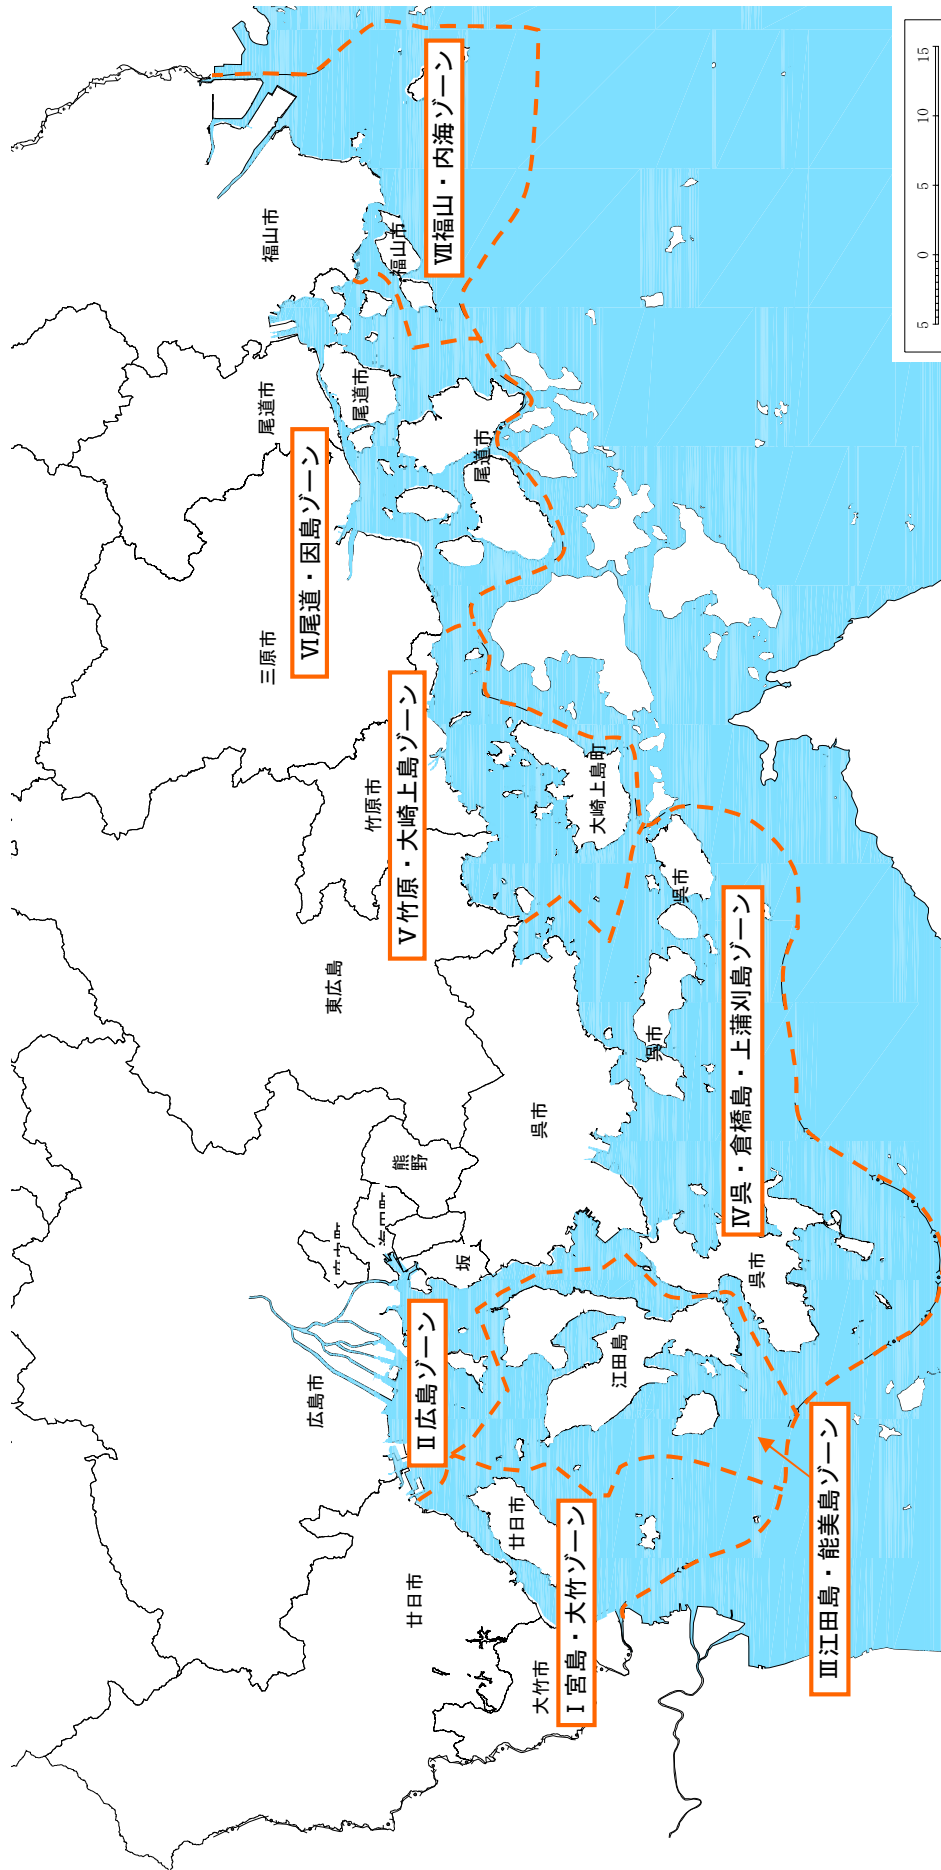 Ⅰ宮島・大竹ゾーン
Ⅱ広島ゾーン
Ⅲ江田島・能美島ゾーン
Ⅳ呉・倉橋島・上蒲刈島ゾーン
Ⅴ竹原・大崎上島ゾーン
Ⅵ尾道・因島ゾーン
Ⅶ福山・内海ゾーン
大竹市
廿日市
廿日市
広島市
坂
熊野
江田島
呉市
呉市
呉市
呉市
東広島
竹原市
大崎上島町
三原市
尾道市
尾道市
尾道市
福山市
福山市
5 0 5 10 15